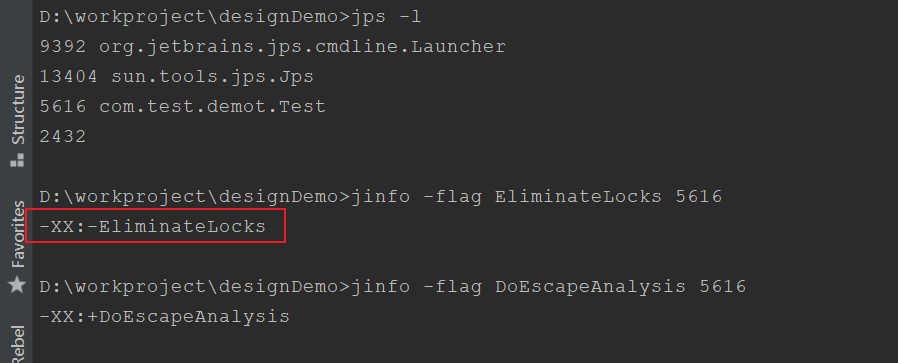 D:\workproject\designDemo>jps -l
9392 org.jetbrains.jps.cmdline.Launcher
13404 sun.tools.jps.Jps
5616 com.test.demot.Test
2432
D:\workproject\designDemo>jinfo -flag EliminateLocks 5616
-XX:-EliminateLocks
D:\workproject\designDemo>jinfo -flag DoEscapeAnalysis 5616
-XX:+DoEscapeAnalysis
Structure
Favorites
Rebel